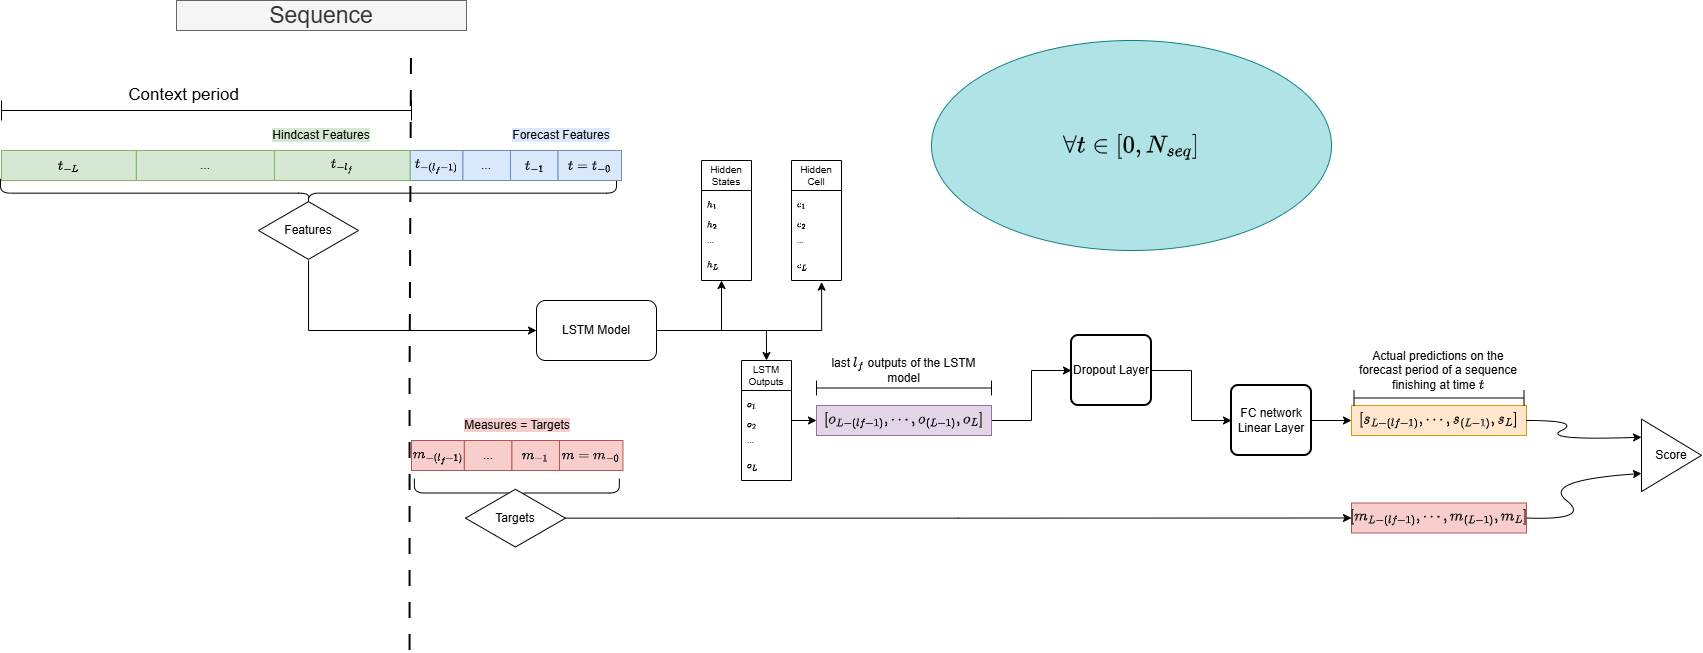 Sequence
Context period
Hindcast Features
Forecast Features
t_{-L}
...
t_{-l_f}
t_{-(l_f-1)}
...
t_{-1}
t = t_{-0}
Features
LSTM Model
Hidden
States
h_1
h_2
...
h_L
Hidden
Cell
c_1
c_2
...
c_L
∀t ∈ [0, N_{seq}]
LSTM
Outputs
o_1
o_2
...
o_L
last l_f outputs of the LSTM
model
[o_{L-(lf-1)}, ⋯, o_{(L-1)}, o_L]
Dropout Layer
FC network
Linear Layer
Actual predictions on the
forecast period of a sequence
finishing at time t
[s_{L-(lf-1)}, ⋯, s_{(L-1)}, s_L]
Score
Measures = Targets
m_{-(l_f-1)}
...
m_{-1}
m = m_{-0}
Targets
[m_{L-(lf-1)}, ⋯, m_{(L-1)}, m_L]